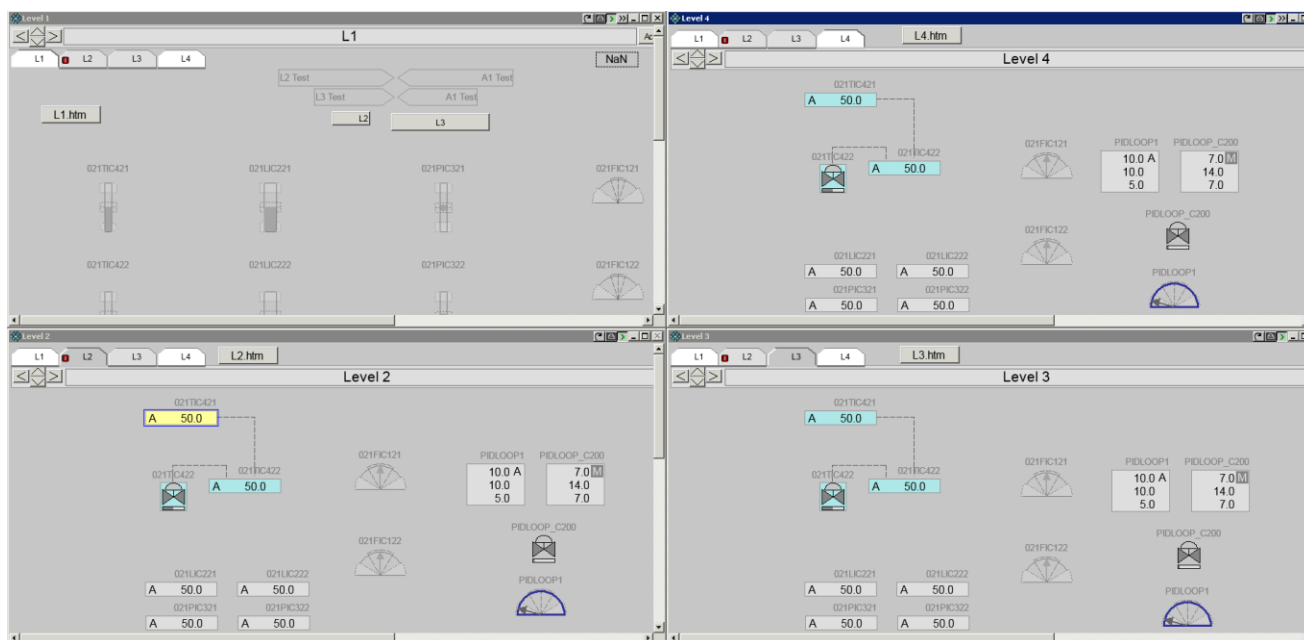 Level 1
L1
Ac
L1 L2 L3 L4
NaN
L2 Test A1 Test
L3 Test A1 Test
L1.htm
L2 L3
021TIC421 021LIC221 021PIC321 021FIC121
021TIC422 021LIC222 021PIC322 021FIC122
Level 4
L1 L2 L3 L4 L4.htm
Level 4
021TIC421
A 50.0
021TIC422 021TIC422
A 50.0
021FIC121
PIDLOOP1 PIDLOOP_C200
10.0 A 7.0 M
10.0 14.0
5.0 7.0
PIDLOOP_C200
021FIC122
021LIC221 021LIC222
A 50.0 A 50.0
PIDLOOP1
021PIC321 021PIC322
A 50.0 A 50.0
Level 2
L1 L2 L3 L4 L2.htm
Level 2
021TIC421
A 50.0
021TIC422 021TIC422
A 50.0
021FIC121
PIDLOOP1 PIDLOOP_C200
10.0 A 7.0 M
10.0 14.0
5.0 7.0
PIDLOOP_C200
021FIC122
021LIC221 021LIC222
A 50.0 A 50.0
PIDLOOP1
021PIC321 021PIC322
A 50.0 A 50.0
Level 3
L1 L2 L3 L4 L3.htm
Level 3
021TIC421
A 50.0
021TIC422 021TIC422
A 50.0
021FIC121
PIDLOOP1 PIDLOOP_C200
10.0 A 7.0 M
10.0 14.0
5.0 7.0
PIDLOOP_C200
021FIC122
021LIC221 021LIC222
A 50.0 A 50.0
PIDLOOP1
021PIC321 021PIC322
A 50.0 A 50.0